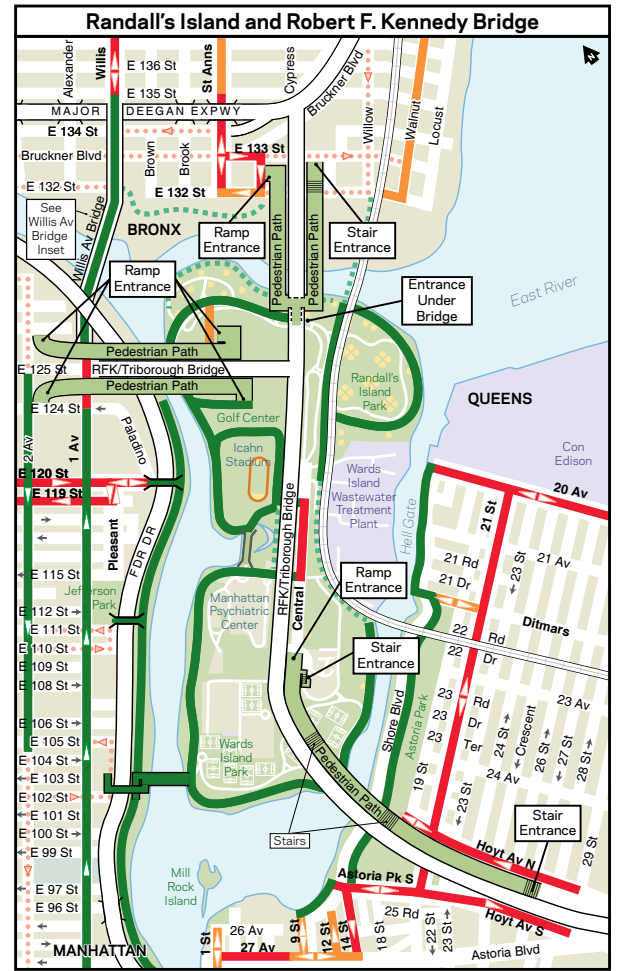 Randall's Island and Robert F. Kennedy Bridge
N
Alexander
Willis
E 136 St
E 135 St
St Anns
Cypress
Bruckner Blvd
Willow
Walnut
Locust
MAJOR DEEGAN EXPWY
E 134 St
Bruckner Blvd
Brown
Brook
E 133 St
E 132 St
E 132 St
See
Willis Av
Bridge
Inset
Willis Av Bridge
BRONX
Ramp
Entrance
Pedestrian Path
Pedestrian Path
Stair
Entrance
Ramp
Entrance
Entrance
Under
Bridge
East River
Pedestrian Path
E 125 St
RFK/Triborough Bridge
Pedestrian Path
E 124 St
Randall's
Island
Park
QUEENS
Golf Center
2 Av
1 Av
Paladino
Icahn
Stadium
Con
Edison
Wards
Island
Wastewater
Treatment
Plant
E 120 St
E 119 St
20 Av
21 St
Hell Gate
Pleasant
FDR DR
RFK/Triborough Bridge
21 Rd
21 Av
21 Dr
23 St
E 115 St
Jefferson
Park
Ramp
Entrance
Manhattan
Psychiatric
Center
Central
E 112 St
E 111 St
E 110 St
E 109 St
E 108 St
22 Rd
22 Dr
Ditmars
Stair
Entrance
Shore Blvd
Astoria Park
23 Rd
23 Dr
23 Ter
23 Av
24 St
Crescent
26 St
27 St
28 St
E 106 St
E 105 St
E 104 St
E 103 St
E 102 St
E 101 St
E 100 St
E 99 St
Wards
Island
Park
Pedestrian Path
19 St
24 Av
23 St
Stair
Entrance
Stairs
Hoyt Av N
29 St
Mill
Rock
Island
Astoria Pk S
E 97 St
E 96 St
25 Rd
Hoyt Av S
1 St
26 Av
27 Av
9 St
12 St
14 St
18 St
22 St
23 St
Astoria Blvd
MANHATTAN